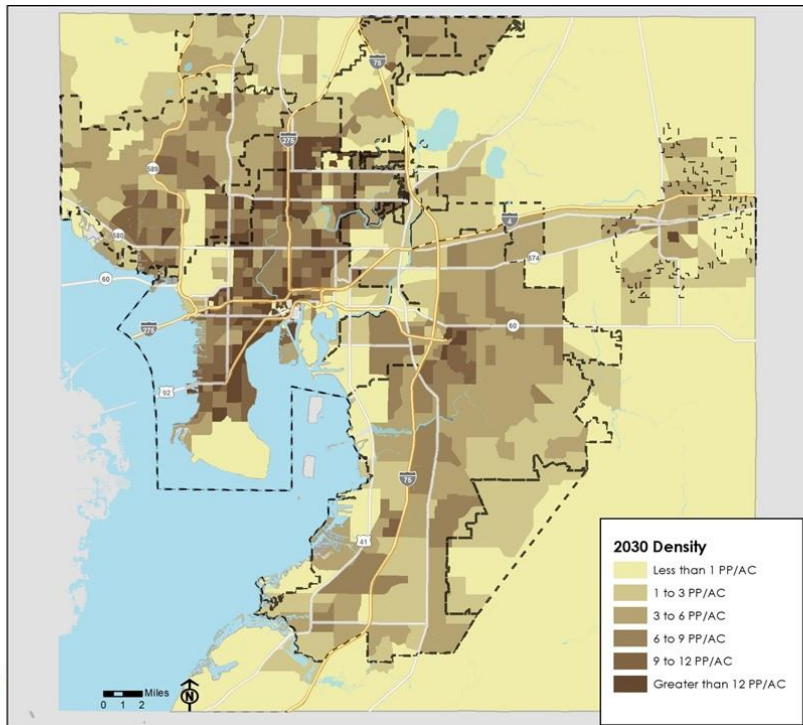 75
275
589
580
4
574
60
60
275
92
75
41
2030 Density
Less than 1 PP/AC
1 to 3 PP/AC
3 to 6 PP/AC
6 to 9 PP/AC
9 to 12 PP/AC
Greater than 12 PP/AC
Miles
0 1 2
N